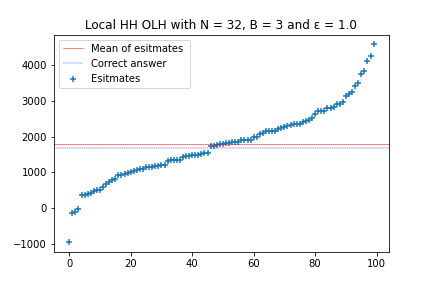 Local HH OLH with N = 32, B = 3 and ε = 1.0
Mean of esitmates
Correct answer
Esitmates
4000
3000
2000
1000
0
−1000
0 20 40 60 80 100